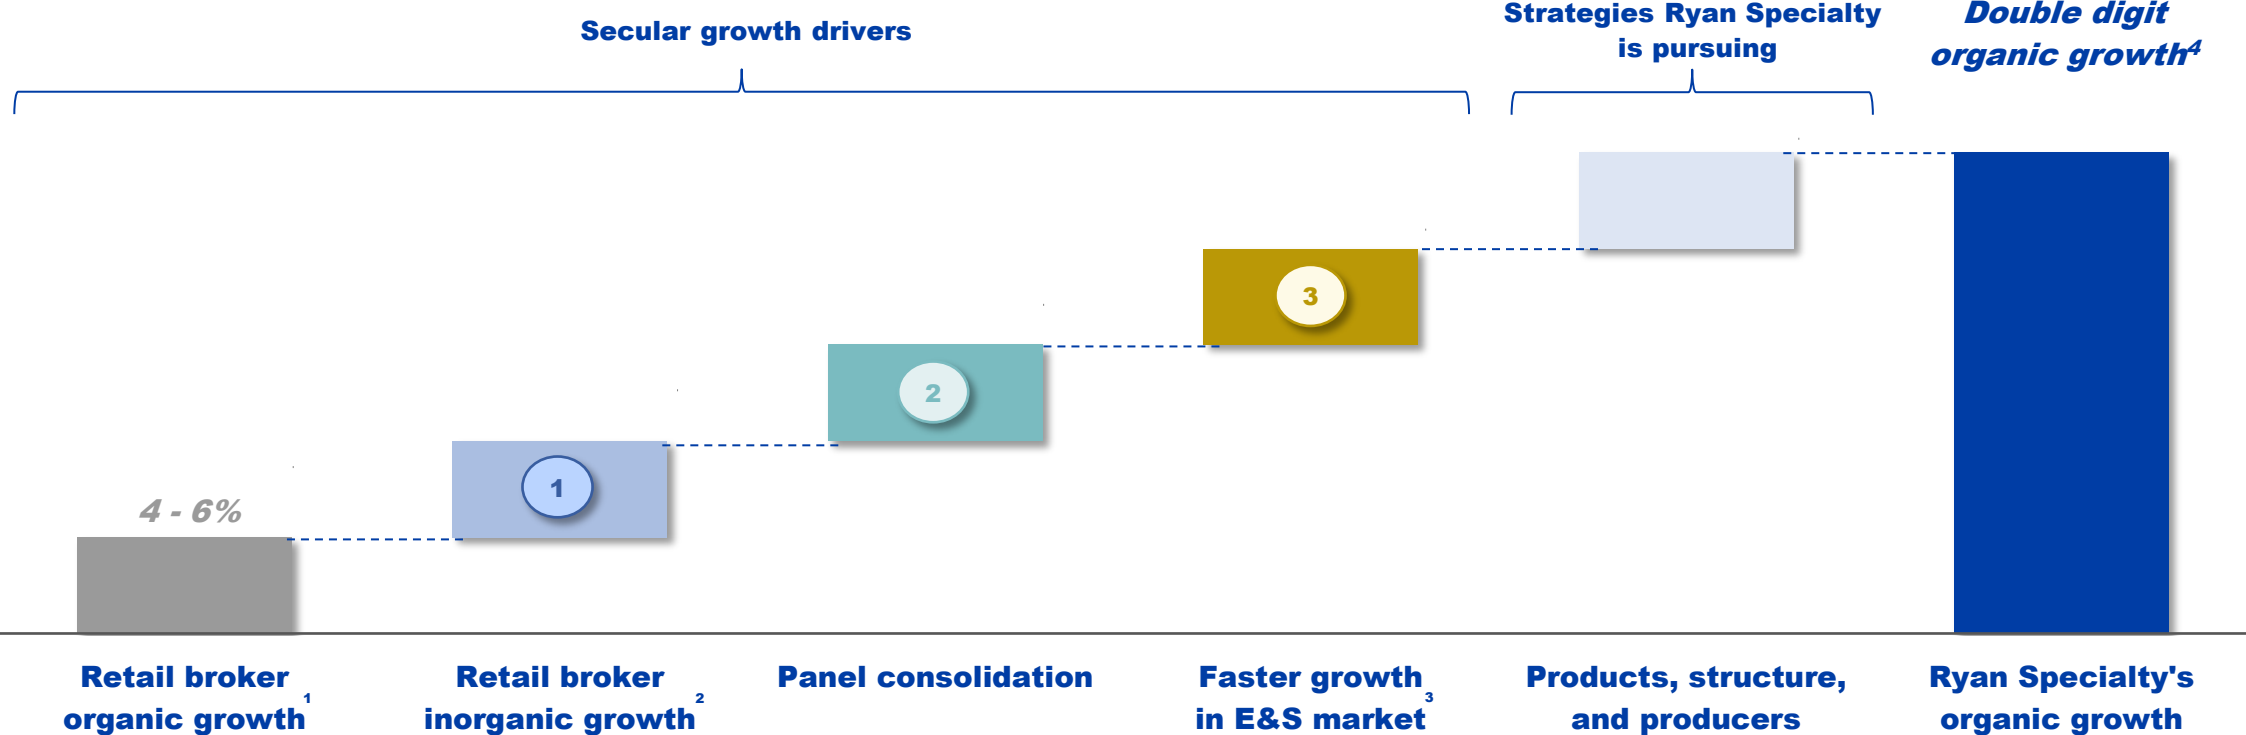 Secular growth drivers
Strategies Ryan Specialty
is pursuing
Double digit
organic growth4
4 - 6%
1
2
3
Retail broker
organic growth1
Retail broker
inorganic growth2
Panel consolidation
Faster growth
in E&S market3
Products, structure,
and producers
Ryan Specialty's
organic growth